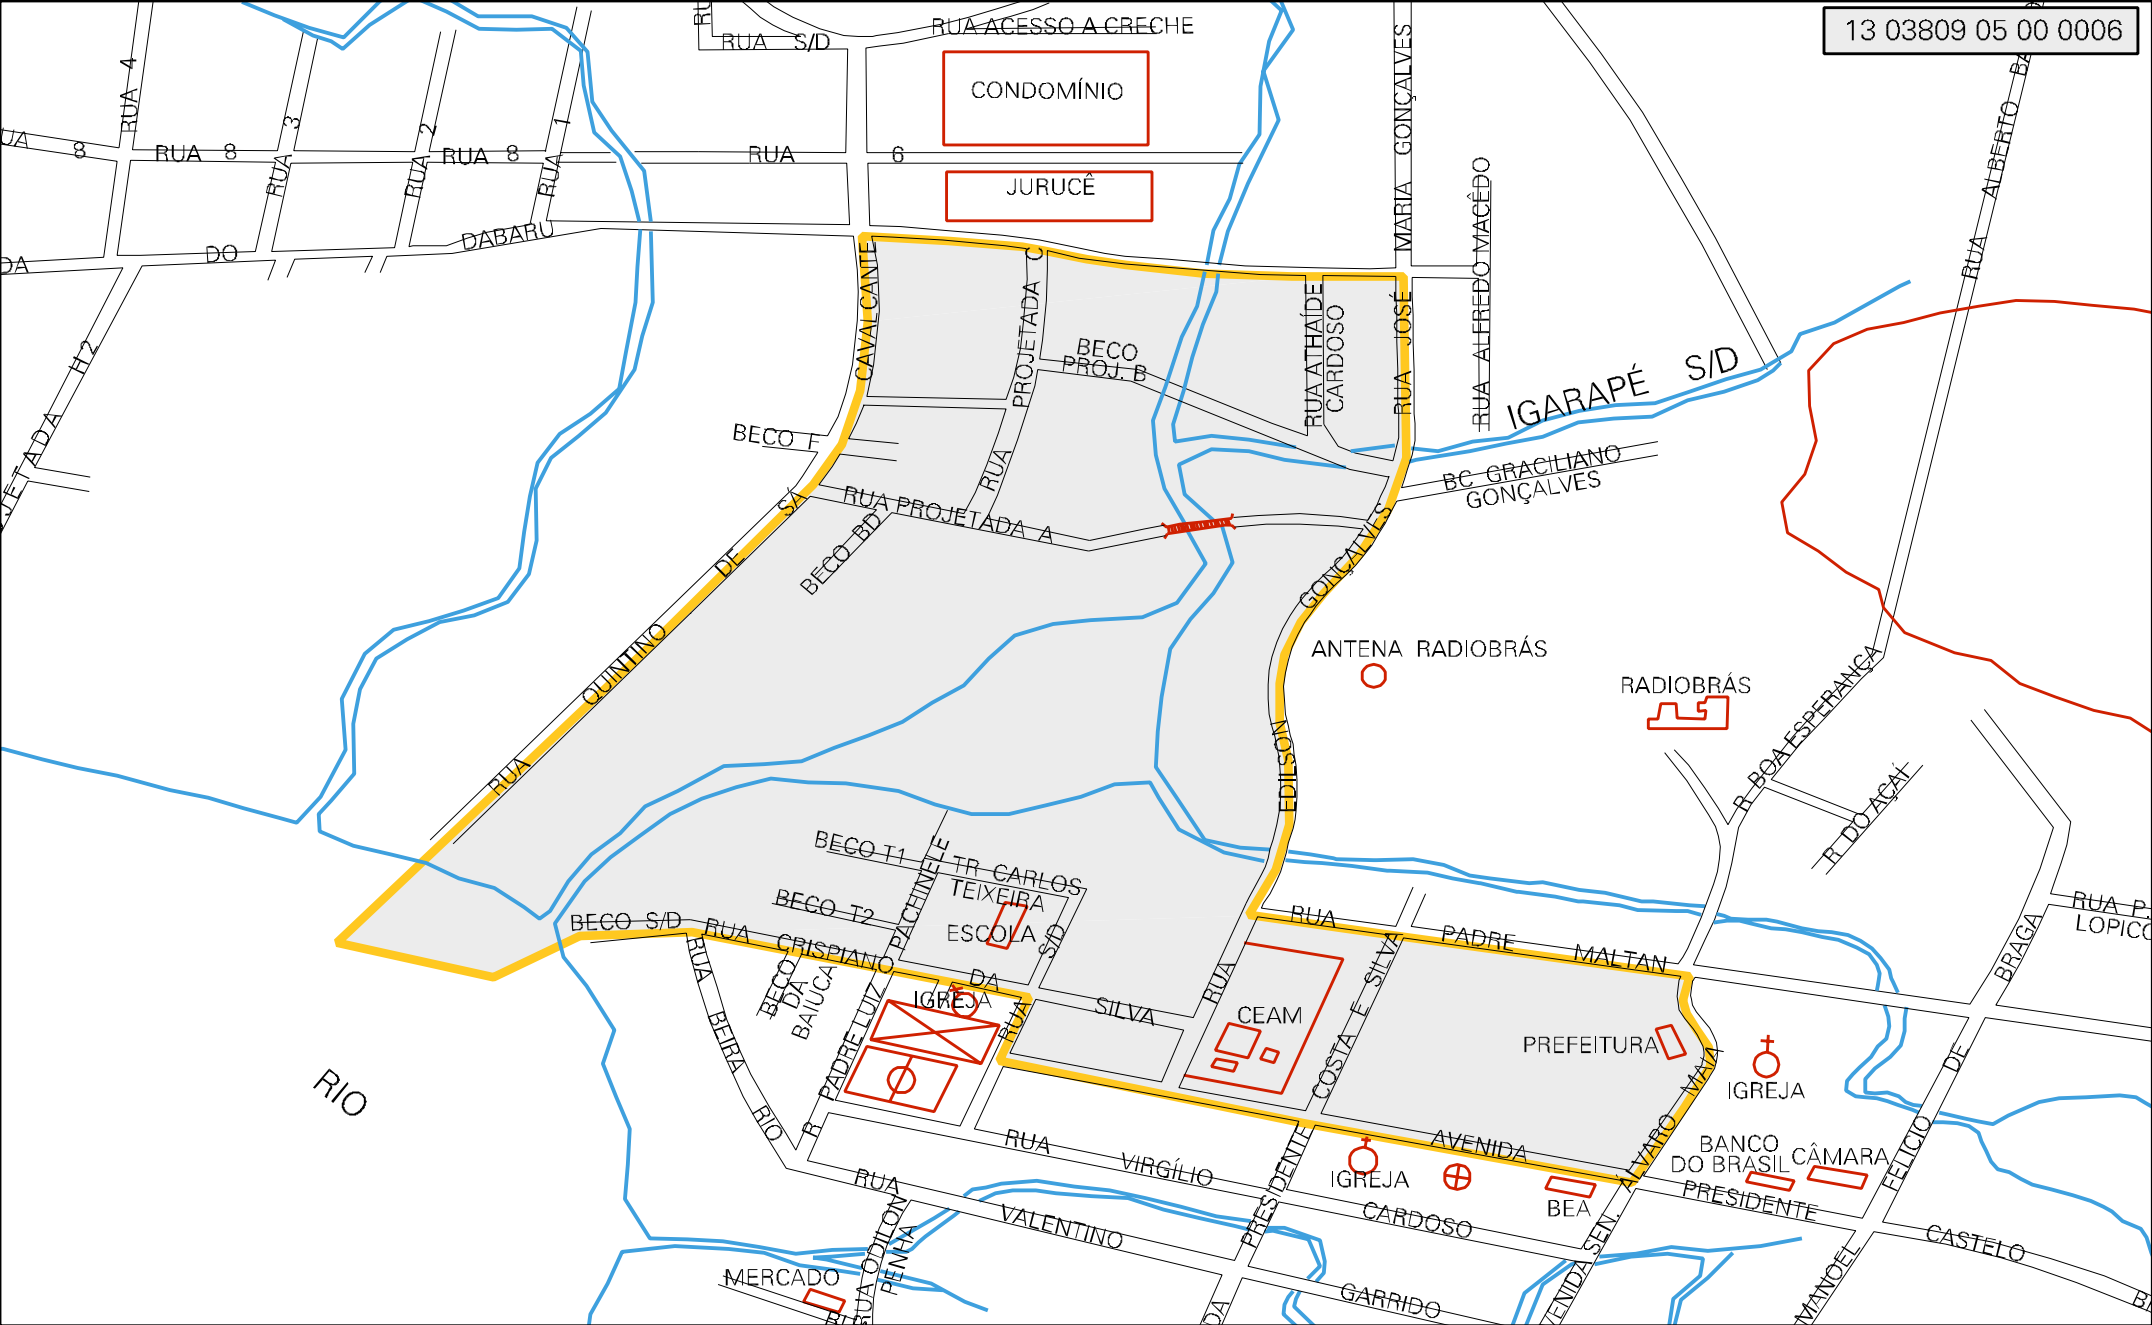 13 03809 05 00 0006
RUA ACESSO A CRECHE
RUA S/D
CONDOMÍNIO
JURUCÊ
RUA 4
RUA 3
RUA 2
RUA 1
8
RUA 8
RUA 8
RUA 6
DO
DABARU
MARIA GONÇALVES
RUA ALFREDO MACÊDO
RUA ALBERTO
CAVALCANTE
PROJETADA C
RUA
BECO
PROJ. B
RUA ATHAÍDE
CARDOSO
RUA JOSÉ
IGARAPÉ S/D
H2
BECO F
BC GRACILIANO
GONÇALVES
RUA PROJETADA A
BECO BD
SÁ
DE
QUINTINO
RUA
GONÇALVES
EDILSON
RUA
ANTENA RADIOBRÁS
RADIOBRÁS
R BOA ESPERANÇA
R DO AÇAÍ
BECO T1
TR CARLOS
TEIXEIRA
BECO T2
PACHINELE
ESCOLA
S/D
BECO S/D
RUA CRISPIANO DA SILVA
BECO
DA
BAIUCA
IGREJA
RUA
R PADRE LUIZ
RUA BEIRA RIO
RIO
RUA PADRE MALTAN
CEAM
COSTA E SILVA
PRESIDENTE
PREFEITURA
IGREJA
ÁLVARO MAIA
AVENIDA
IGREJA
BEA
BANCO
DO BRASIL
CÂMARA
PRESIDENTE
CASTELO
BRAGA
DE
FELICIO
MANOEL
LOPICO
RUA VIRGÍLIO
CARDOSO
SEN.
RUA VALENTINO
GARRIDO
RUA ODILON
PENHA
MERCADO